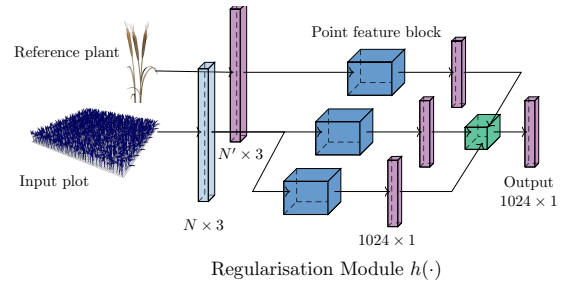 Point feature block
Reference plant
N′ × 3
Input plot
Output
1024 × 1
N × 3
1024 × 1
Regularisation Module h(·)